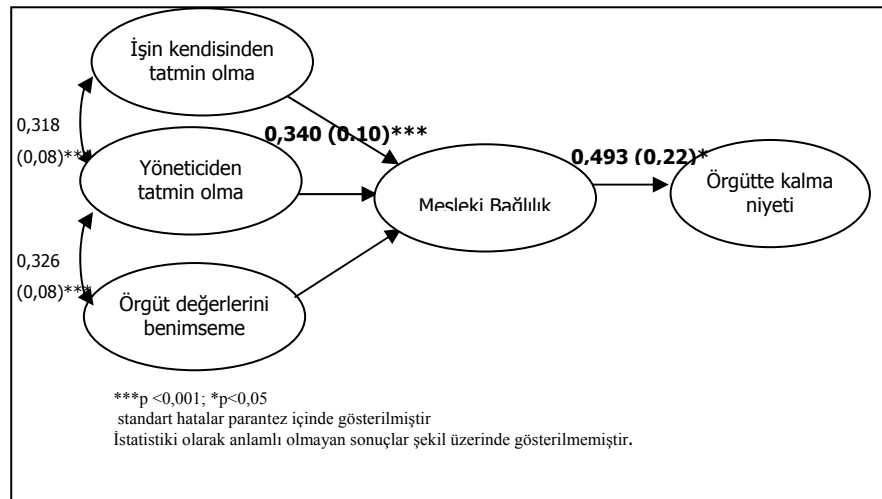 İşin kendisinden
tatmin olma
0,318
(0,08)***
0,340 (0.10)***
Yöneticiden
tatmin olma
0,493 (0,22)*
Mesleki Bağlılık
Örgütte kalma
niyeti
0,326
(0,08)***
Örgüt değerlerini
benimseme
***p <0,001; *p<0,05
standart hatalar parantez içinde gösterilmiştir
İstatistiki olarak anlamlı olmayan sonuçlar şekil üzerinde gösterilmemiştir.